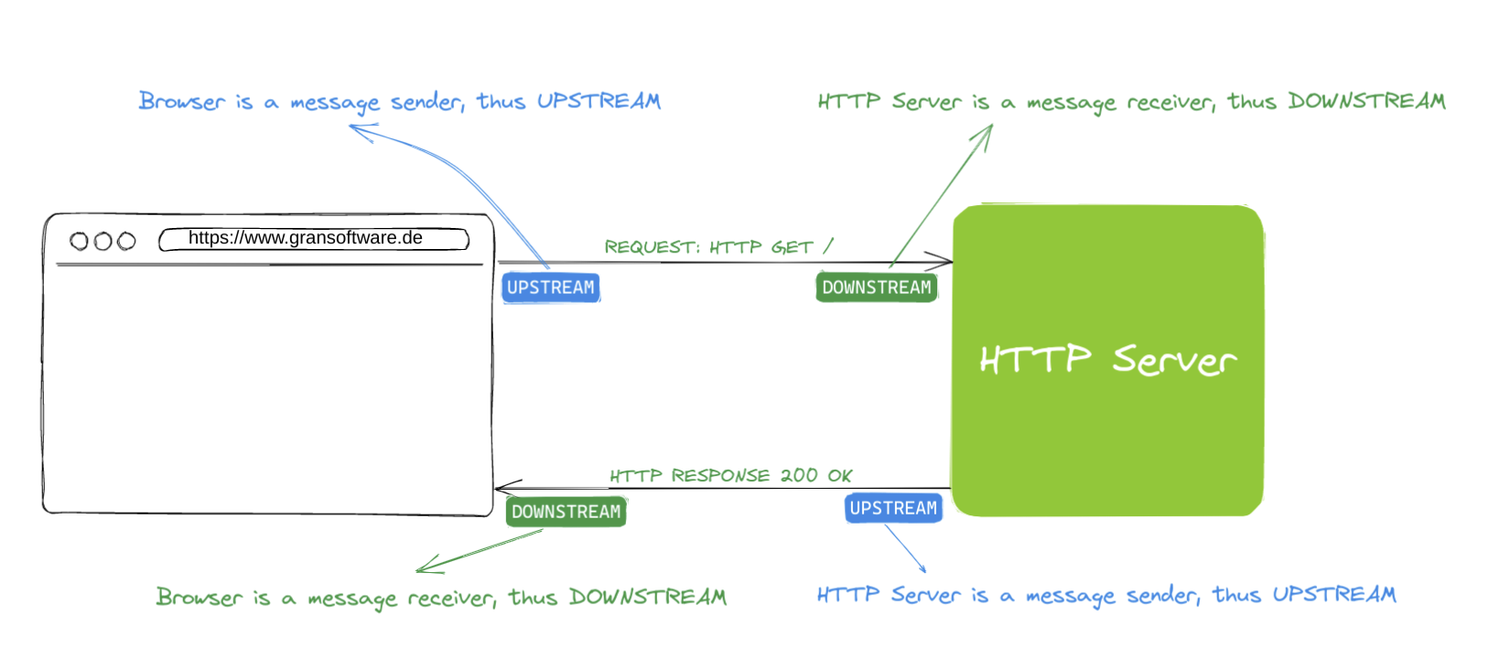 Browser is a message sender, thus UPSTREAM
HTTP Server is a message receiver, thus DOWNSTREAM
https://www.gransoftware.de
REQUEST: HTTP GET /
UPSTREAM
DOWNSTREAM
HTTP Server
HTTP RESPONSE 200 OK
DOWNSTREAM
UPSTREAM
Browser is a message receiver, thus DOWNSTREAM
HTTP Server is a message sender, thus UPSTREAM